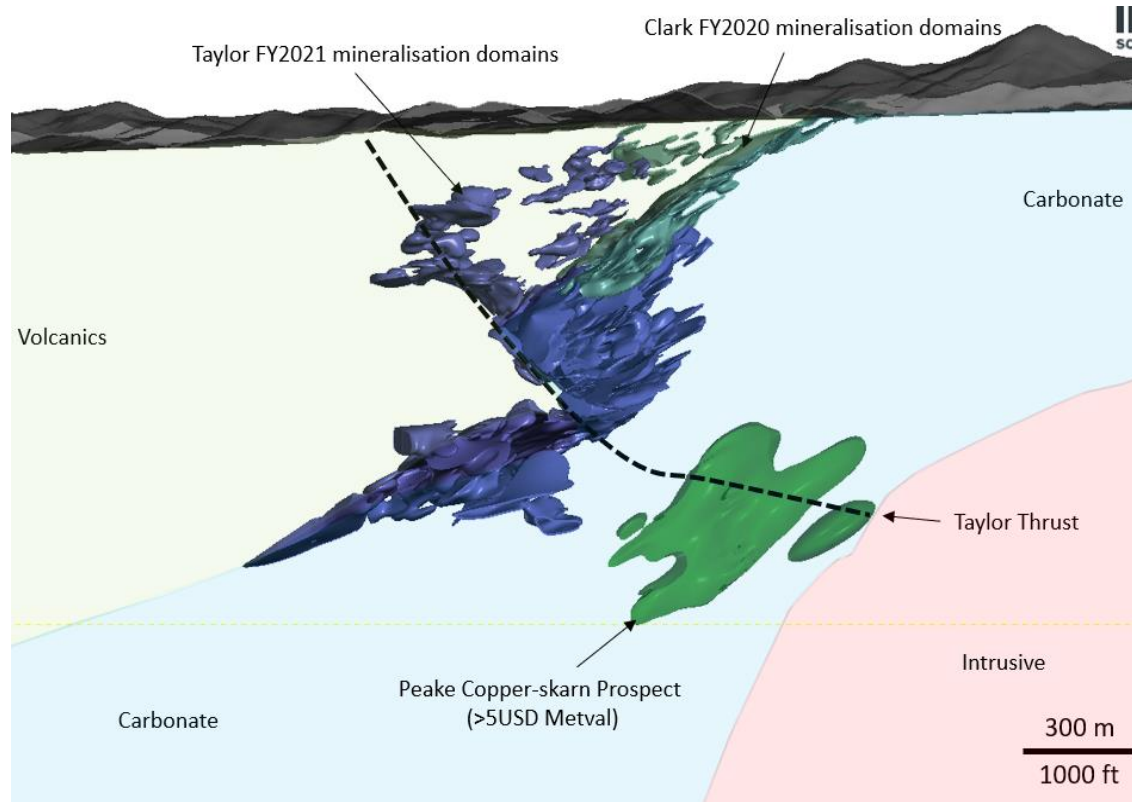 Clark FY2020 mineralisation domains
Taylor FY2021 mineralisation domains
Carbonate
Volcanics
Taylor Thrust
Intrusive
Peake Copper-skarn Prospect
(>5USD Metval)
Carbonate
300 m
1000 ft